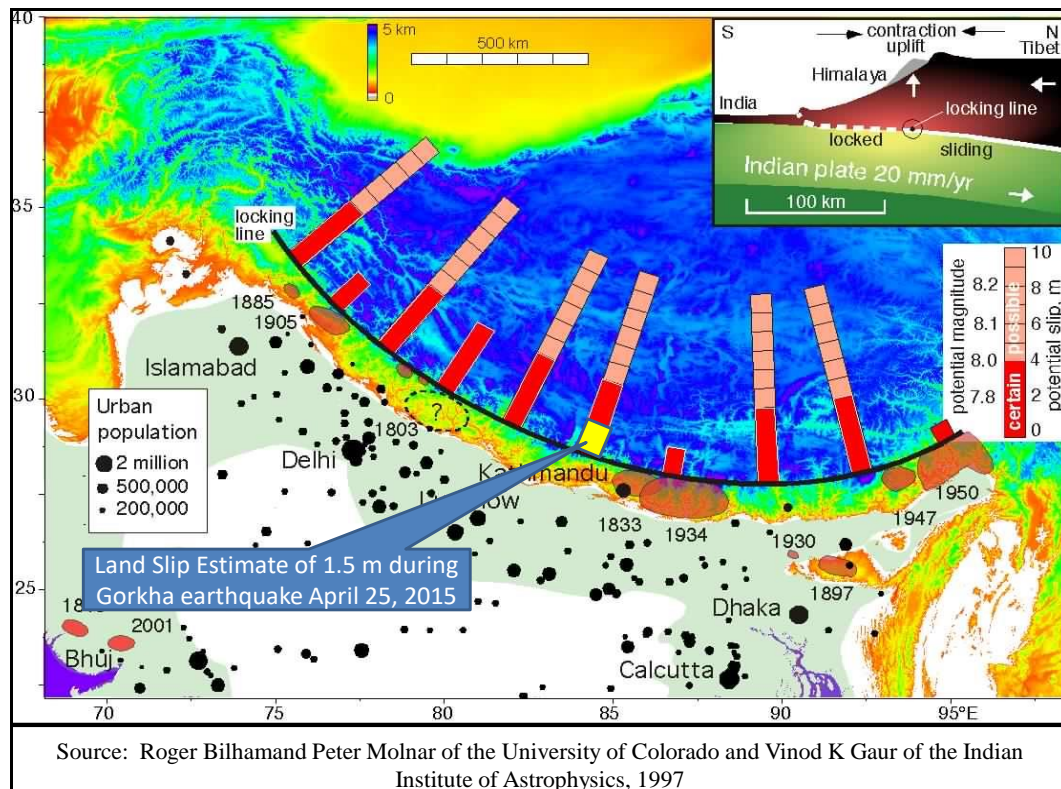 40
5 km
0
500 km
S
contraction
N
uplift
Tibet
Himalaya
India
locking line
locked
sliding
Indian plate 20 mm/yr
100 km
35
locking
line
potential magnitude
8.2
8.1
8.0
7.8
possible
certain
10
8
6
4
2
0
potential slip, m
1885
1905
Islamabad
30
Urban
population
2 million
500,000
200,000
?
1803
Delhi
Kathmandu
1833
1934
1930
1947
1950
1897
25
Land Slip Estimate of 1.5 m during
Gorkha earthquake April 25, 2015
2001
Bhuj
Dhaka
Calcutta
70
75
80
85
90
95°E
Source: Roger Bilhamand Peter Molnar of the University of Colorado and Vinod K Gaur of the Indian
Institute of Astrophysics, 1997